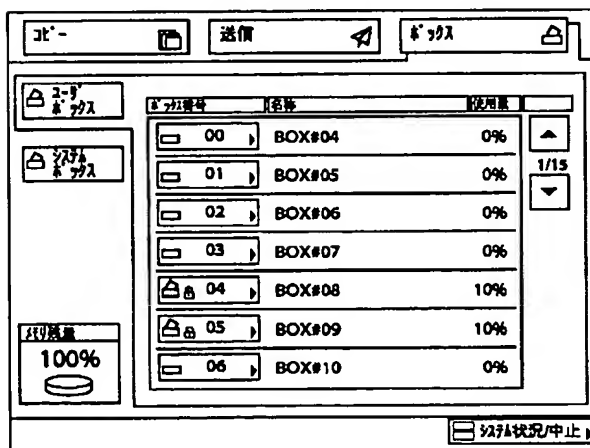 コピー
送信
ボックス
ユーザ
ボックス
システム
ボックス
ボックス番号 名称 使用量
00 BOX#04 0%
01 BOX#05 0%
02 BOX#06 0%
03 BOX#07 0%
04 BOX#08 10%
05 BOX#09 10%
06 BOX#10 0%
1/15
メモリ残量
100%
システム状況/中止